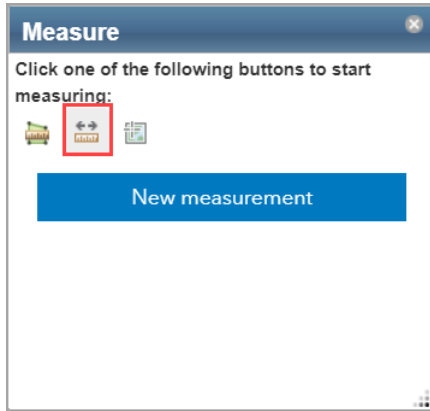 Measure
Click one of the following buttons to start
measuring:
New measurement